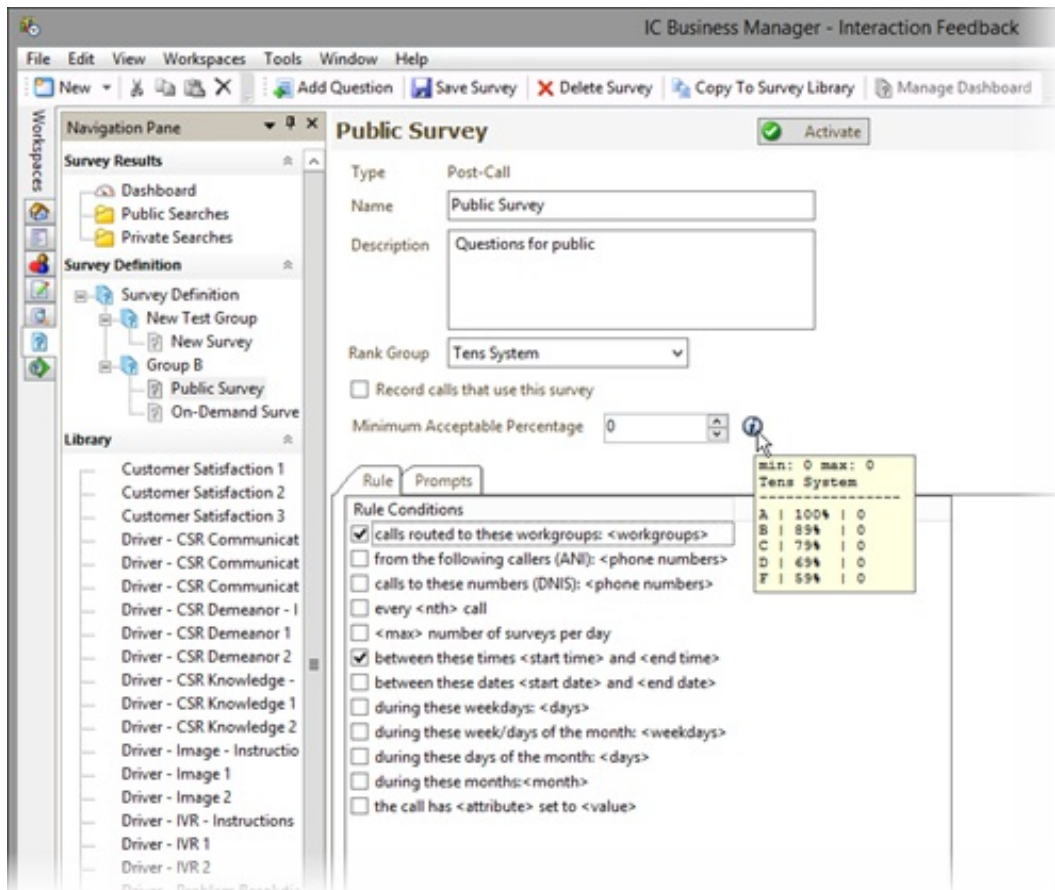 IC Business Manager - Interaction Feedback
File Edit View Workspaces Tools Window Help
New Add Question Save Survey Delete Survey Copy To Survey Library Manage Dashboard
Workspaces
Navigation Pane
Survey Results
Dashboard
Public Searches
Private Searches
Survey Definition
Survey Definition
New Test Group
New Survey
Group B
Public Survey
On-Demand Surve
Library
Customer Satisfaction 1
Customer Satisfaction 2
Customer Satisfaction 3
Driver - CSR Communicat
Driver - CSR Communicat
Driver - CSR Communicat
Driver - CSR Demeanor - I
Driver - CSR Demeanor 1
Driver - CSR Demeanor 2
Driver - CSR Knowledge -
Driver - CSR Knowledge 1
Driver - CSR Knowledge 2
Driver - Image - Instructio
Driver - Image 1
Driver - Image 2
Driver - IVR - Instructions
Driver - IVR 1
Driver - IVR 2
Public Survey Activate
Type Post-Call
Name Public Survey
Description Questions for public
Rank Group Tens System
Record calls that use this survey
Minimum Acceptable Percentage 0
min: 0 max: 0
Tens System
-----------------
A | 100% | 0
B | 89% | 0
C | 79% | 0
D | 69% | 0
F | 59% | 0
Rule Prompts
Rule Conditions
calls routed to these workgroups: <workgroups>
from the following callers (ANI): <phone numbers>
calls to these numbers (DNIS): <phone numbers>
every <nth> call
<max> number of surveys per day
between these times <start time> and <end time>
between these dates <start date> and <end date>
during these weekdays: <days>
during these week/days of the month: <weekdays>
during these days of the month: <days>
during these months:<month>
the call has <attribute> set to <value>